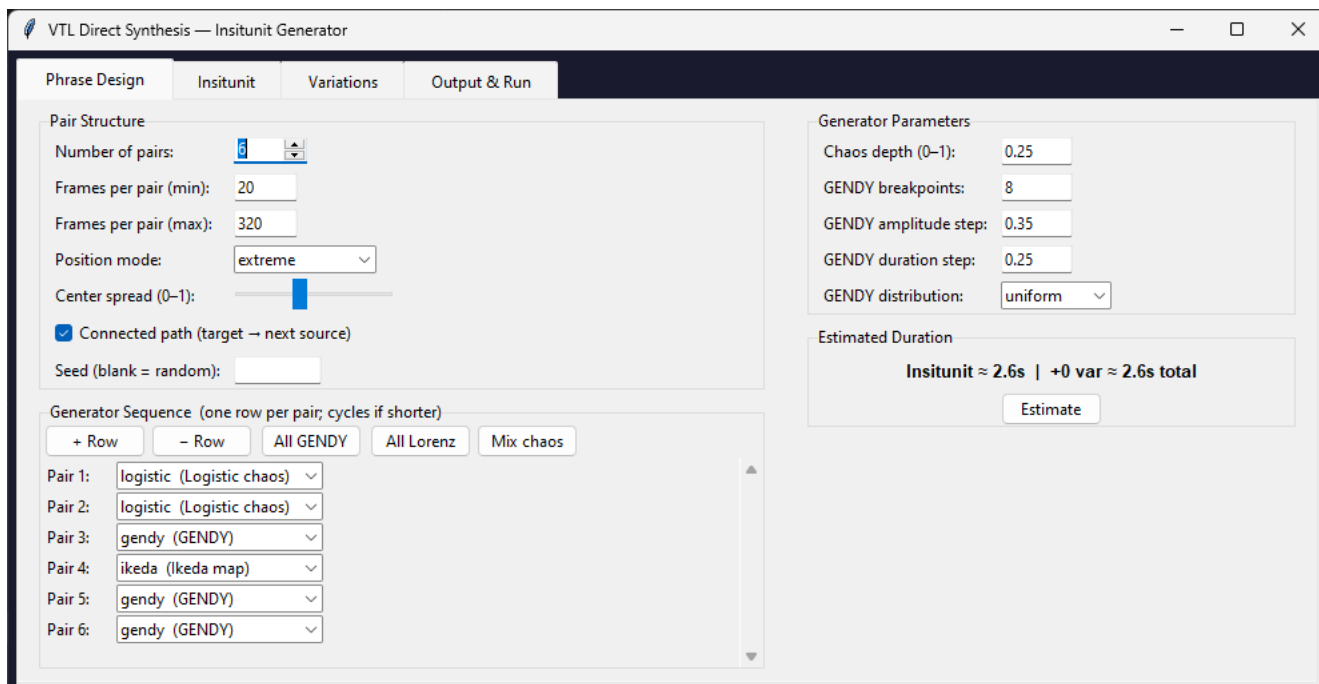 VTL Direct Synthesis — Insitunit Generator
Phrase Design Insitunit Variations Output & Run
Pair Structure
Number of pairs: 6
Frames per pair (min): 20
Frames per pair (max): 320
Position mode: extreme
Center spread (0–1):
Connected path (target → next source)
Seed (blank = random):
Generator Sequence (one row per pair; cycles if shorter)
+ Row − Row All GENDY All Lorenz Mix chaos
Pair 1: logistic (Logistic chaos)
Pair 2: logistic (Logistic chaos)
Pair 3: gendy (GENDY)
Pair 4: ikeda (Ikeda map)
Pair 5: gendy (GENDY)
Pair 6: gendy (GENDY)
Generator Parameters
Chaos depth (0–1): 0.25
GENDY breakpoints: 8
GENDY amplitude step: 0.35
GENDY duration step: 0.25
GENDY distribution: uniform
Estimated Duration
Insitunit ≈ 2.6s | +0 var ≈ 2.6s total
Estimate